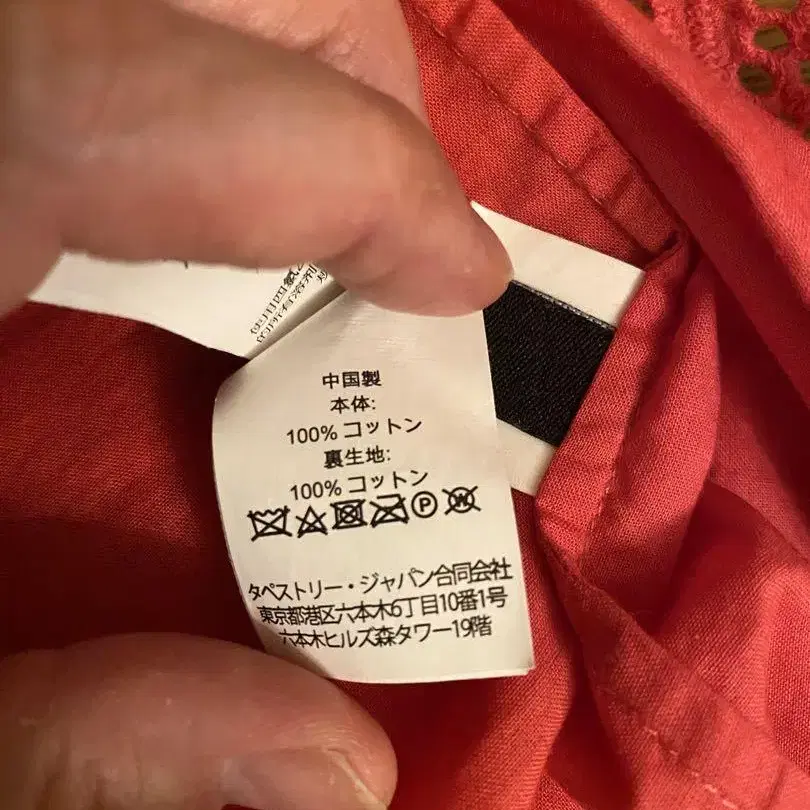 中国製
本体:
100% コットン
裏生地:
100% コットン
P W
タペストリー・ジャパン合同会社
東京都港区六本木6丁目10番1号
六本木ヒルズ森タワー19階